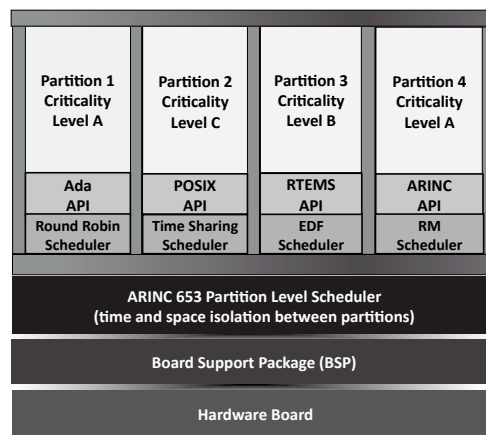 Partition 1
Criticality
Level A
Partition 2
Criticality
Level C
Partition 3
Criticality
Level B
Partition 4
Criticality
Level A
Ada
API
POSIX
API
RTEMS
API
ARINC
API
Round Robin
Scheduler
Time Sharing
Scheduler
EDF
Scheduler
RM
Scheduler
ARINC 653 Partition Level Scheduler
(time and space isolation between partitions)
Board Support Package (BSP)
Hardware Board